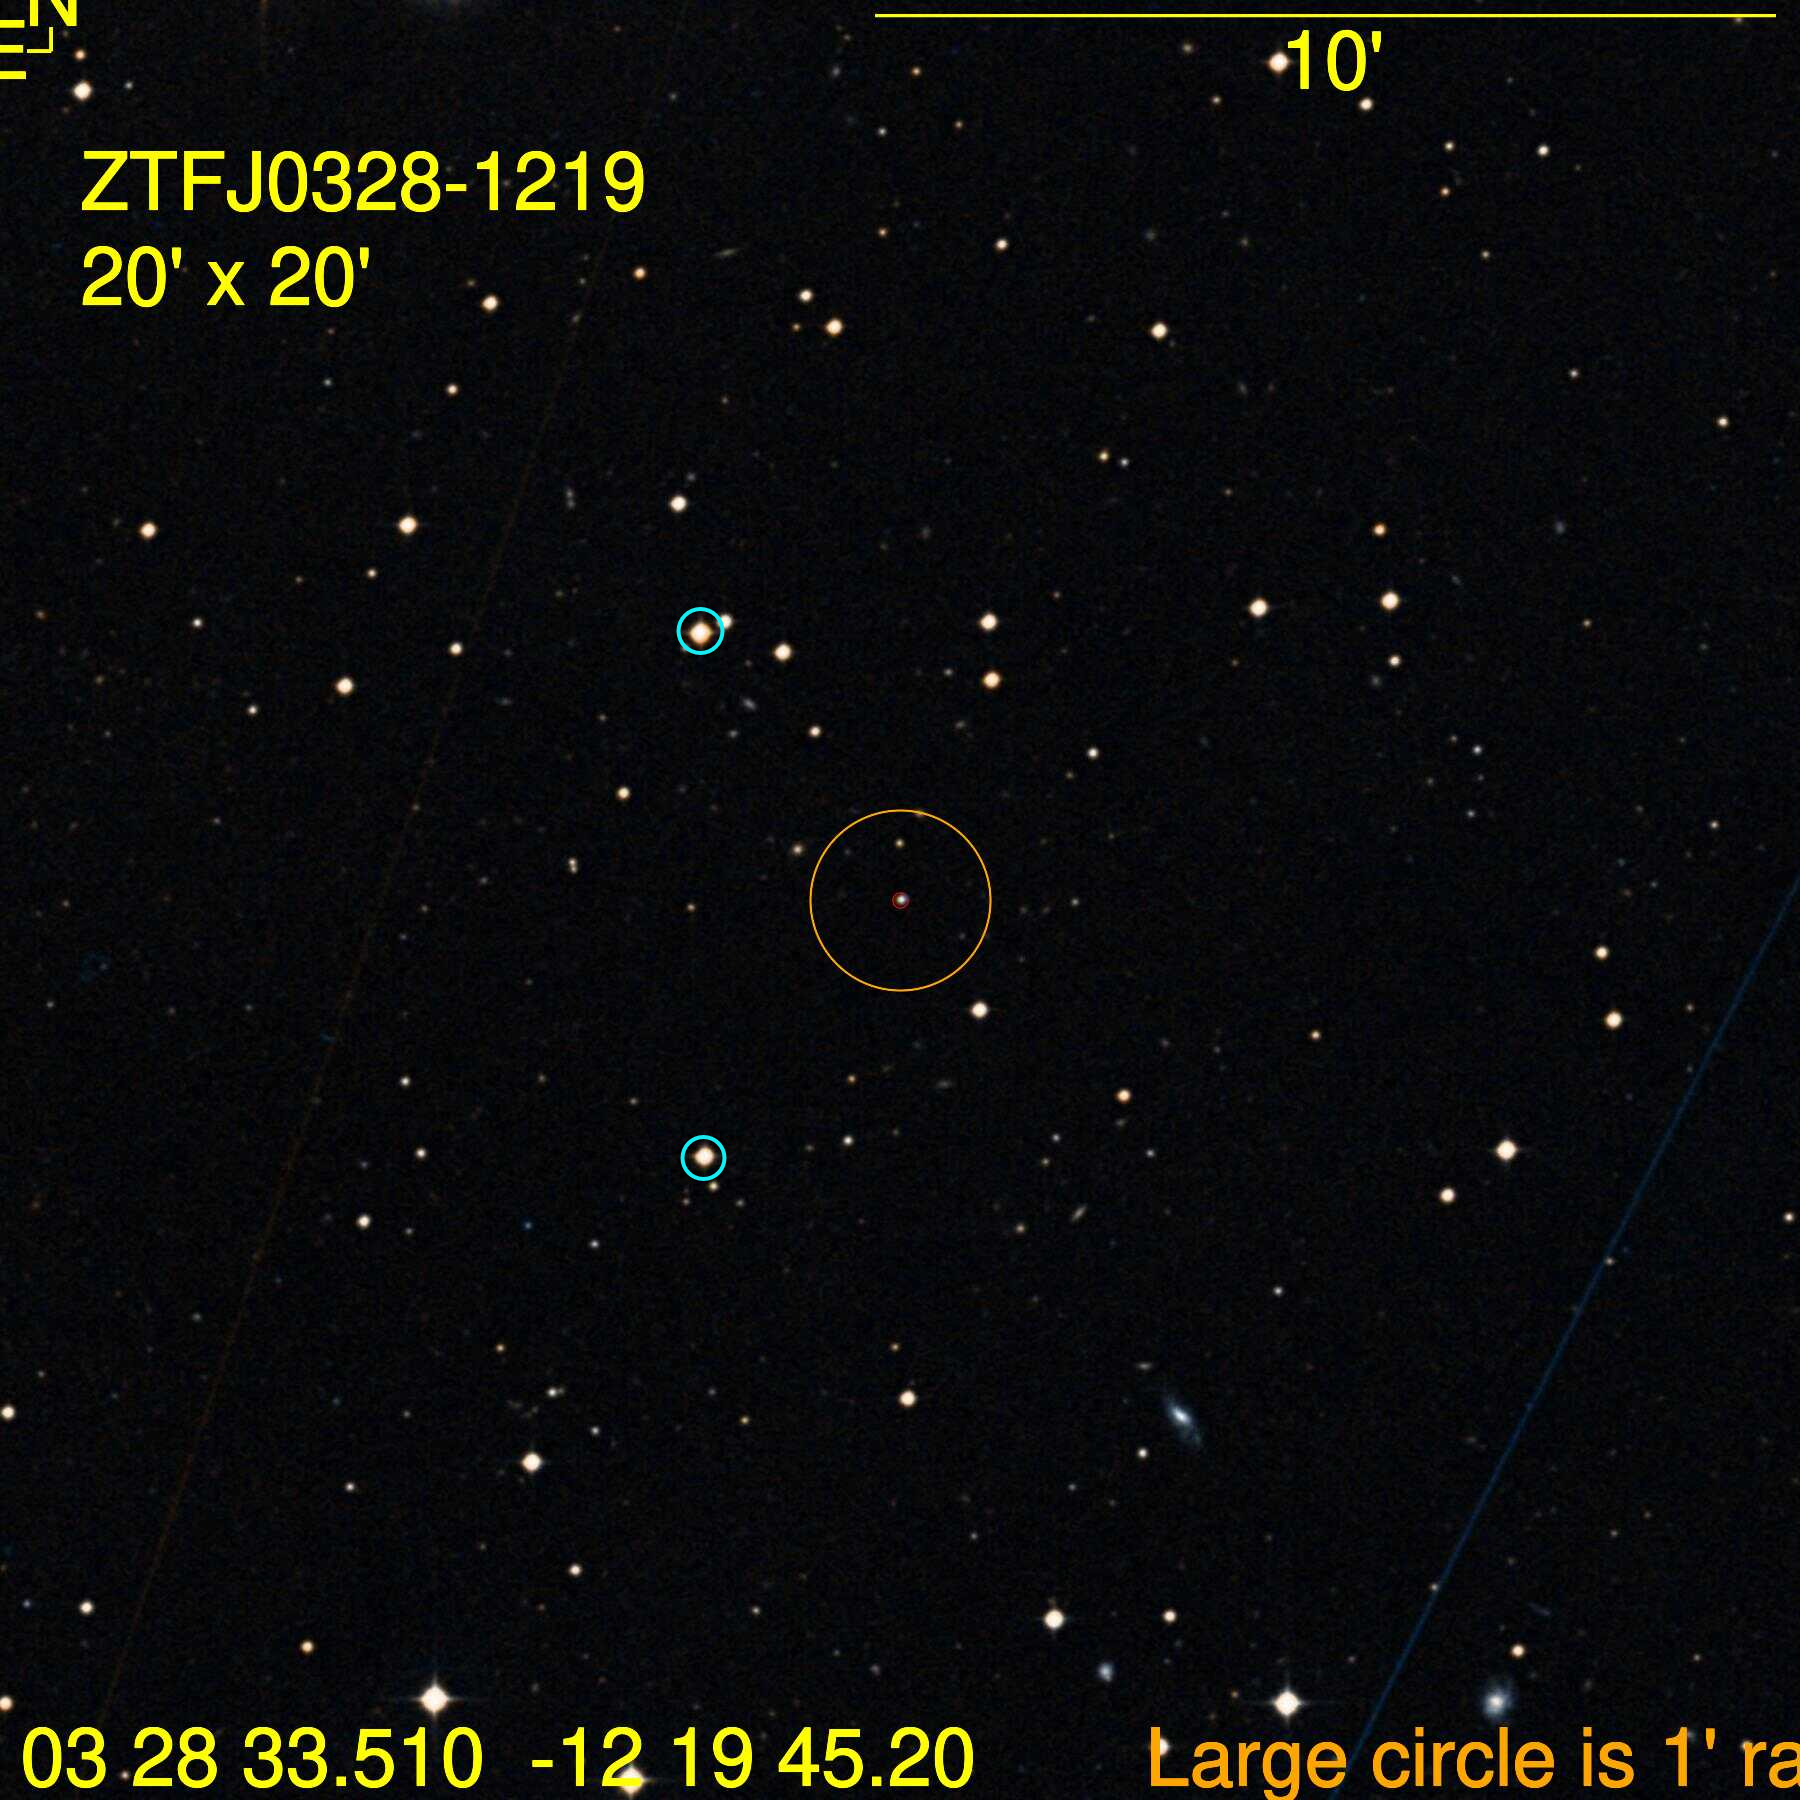 N
E
10'
ZTFJ0328-1219
20' x 20'
03 28 33.510 -12 19 45.20
Large circle is 1' ra